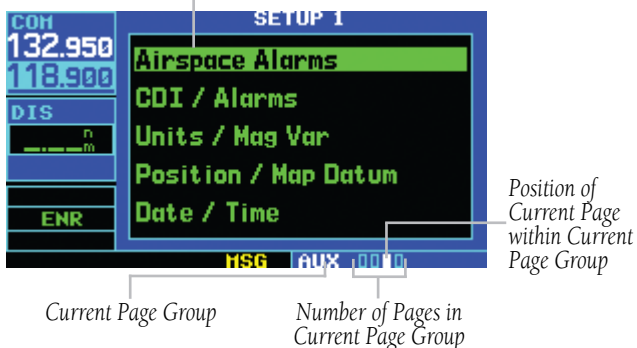 COM
132.950
118.900
DIS
_._ _ nm
ENR
SETUP 1
Airspace Alarms
CDI / Alarms
Units / Mag Var
Position / Map Datum
Date / Time
MSG AUX
Position of
Current Page
within Current
Page Group
Current Page Group
Number of Pages in
Current Page Group